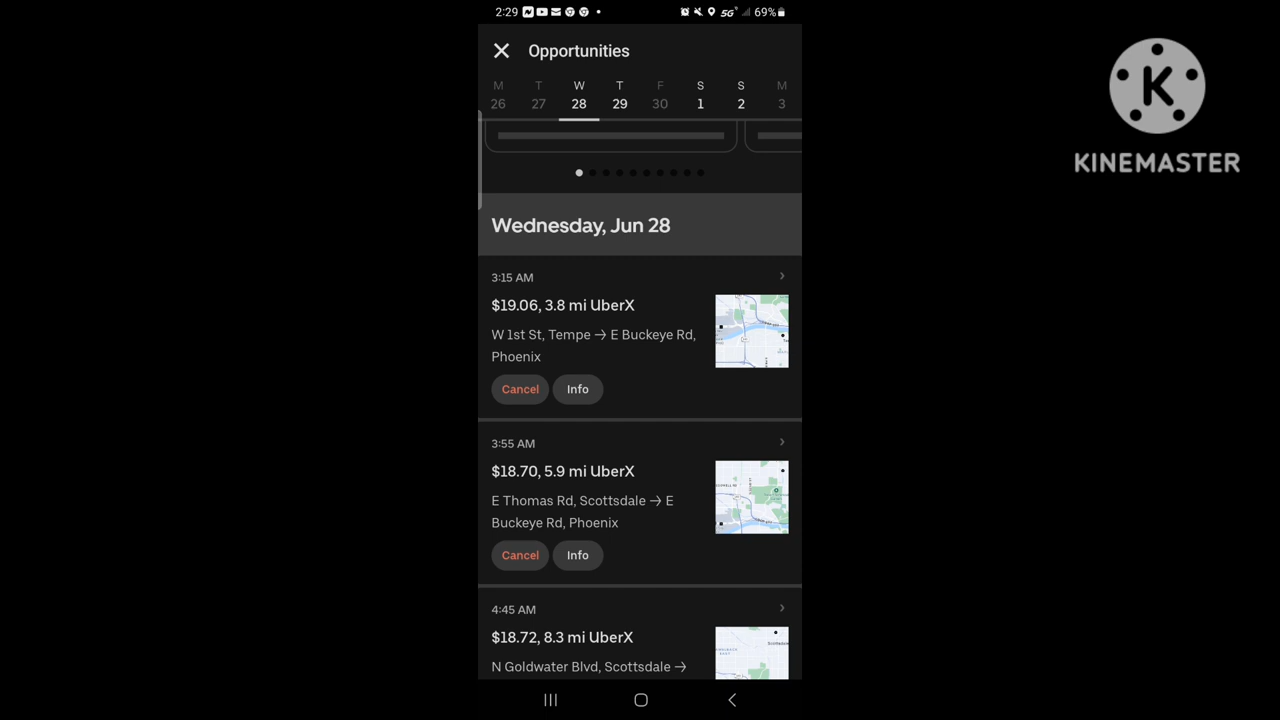 2:29
5G
69%
Opportunities
M T W T F S S M
26 27 28 29 30 1 2 3
Wednesday, Jun 28
3:15 AM
$19.06, 3.8 mi UberX
W 1st St, Tempe → E Buckeye Rd,
Phoenix
Cancel Info
3:55 AM
$18.70, 5.9 mi UberX
E Thomas Rd, Scottsdale → E
Buckeye Rd, Phoenix
Cancel Info
4:45 AM
$18.72, 8.3 mi UberX
N Goldwater Blvd, Scottsdale →
K
KINEMASTER